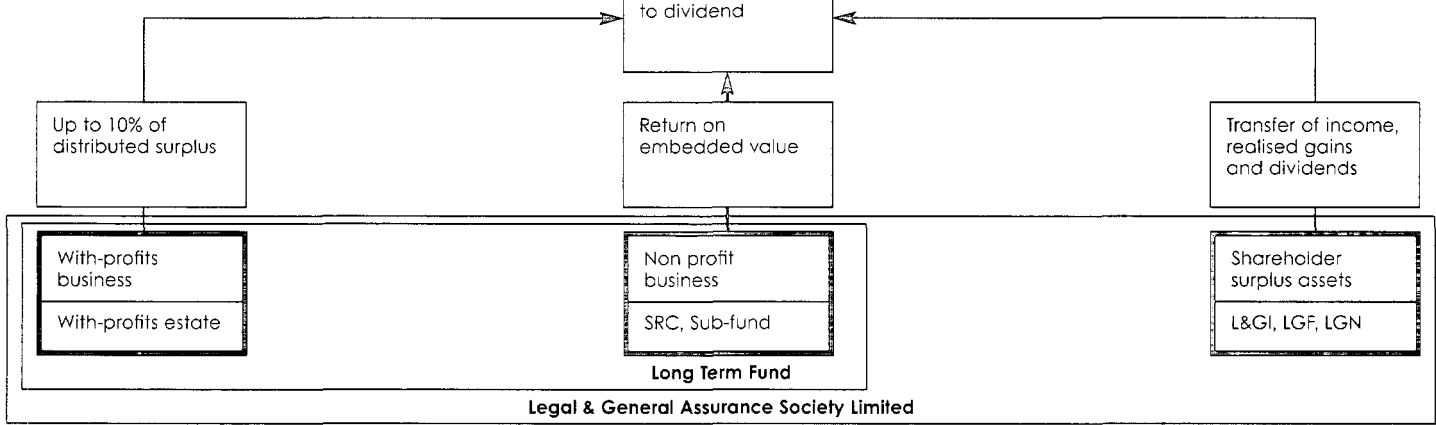 to dividend
Up to 10% of
distributed surplus
Return on
embedded value
Transfer of income,
realised gains
and dividends
With-profits
business
With-profits estate
Non profit
business
SRC, Sub-fund
Shareholder
surplus assets
L&GI, LGF, LGN
Long Term Fund
Legal & General Assurance Society Limited